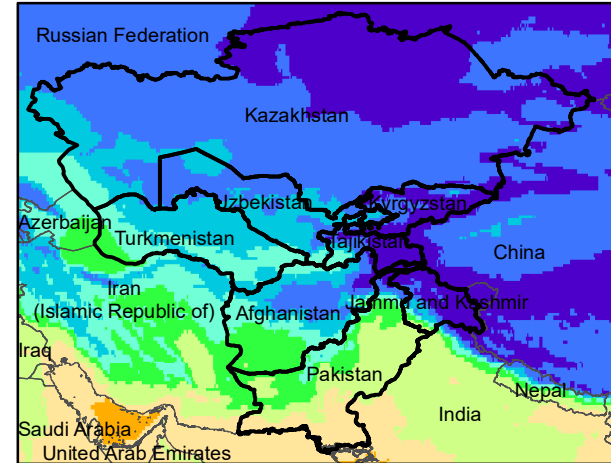 Russian Federation
Kazakhstan
Uzbekistan
Kyrgyzstan
Azerbaijan
Turkmenistan
Tajikistan
China
Iran
(Islamic Republic of)
Afghanistan
Jammu and Kashmir
Iraq
Pakistan
Nepal
India
Saudi Arabia
United Arab Emirates